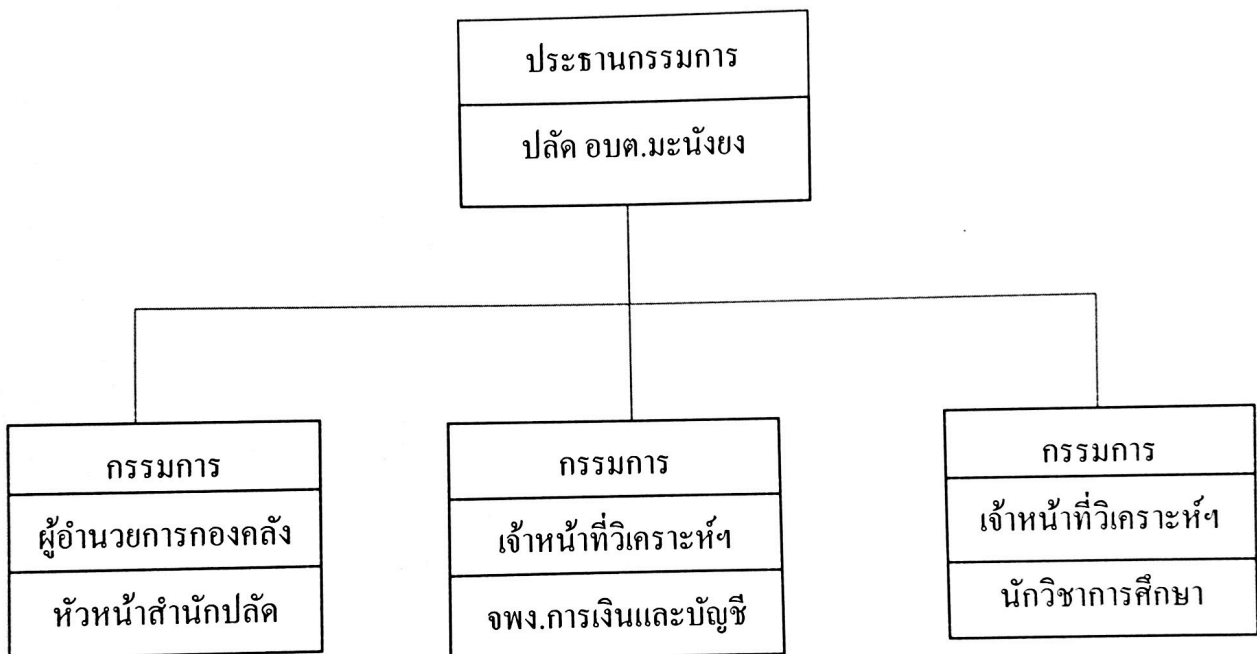 ประธานกรรมการ
ปลัด อบต.มะนังยง
กรรมการ
ผู้อำนวยการกองคลัง
หัวหน้าสำนักปลัด
กรรมการ
เจ้าหน้าที่วิเคราะห์ฯ
จพง.การเงินและบัญชี
กรรมการ
เจ้าหน้าที่วิเคราะห์ฯ
นักวิชาการศึกษา